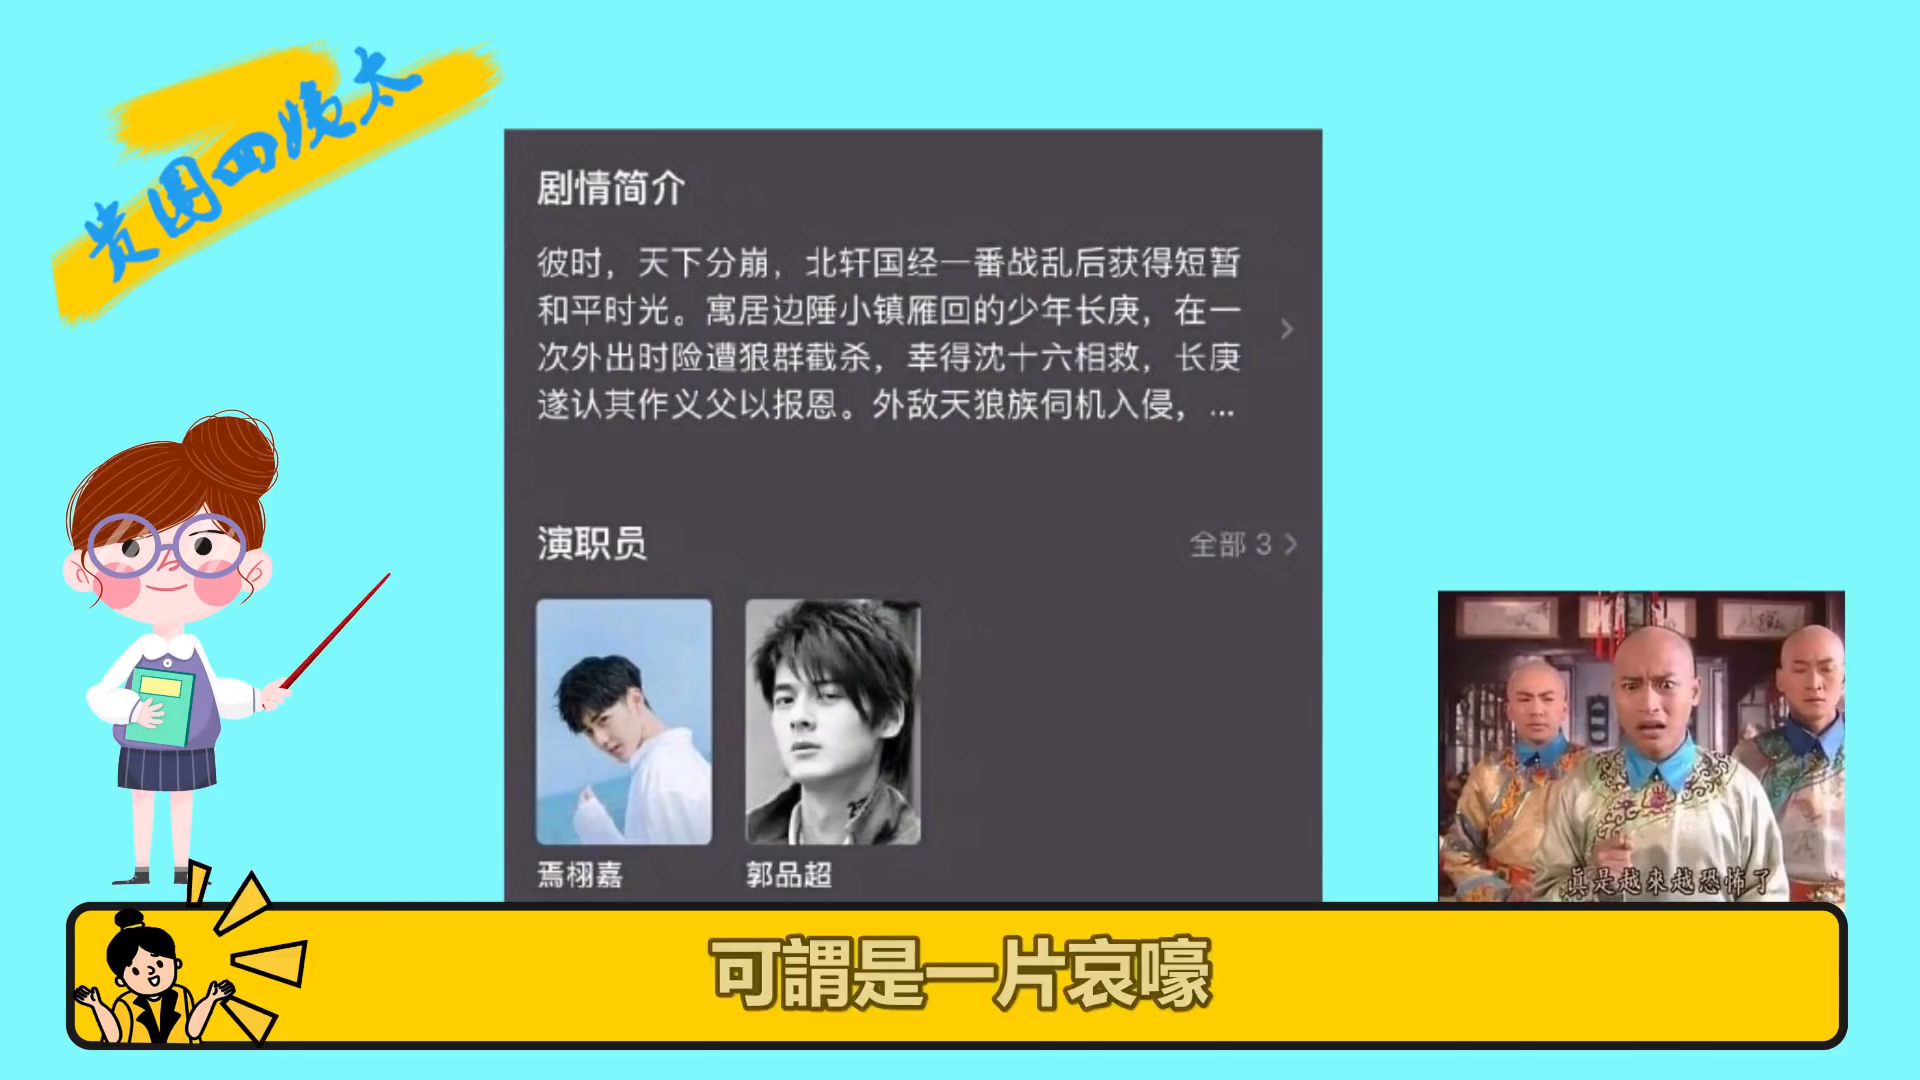 贵圈四姨太
剧情简介
彼时，天下分崩，北轩国经一番战乱后获得短暂
和平时光。寓居边陲小镇雁回的少年长庚，在一
次外出时险遭狼群截杀，幸得沈十六相救，长庚
遂认其作义父以报恩。外敌天狼族伺机入侵，...
演职员
全部 3 >
焉栩嘉
郭品超
真是越來越恐怖了
可謂是一片哀嚎